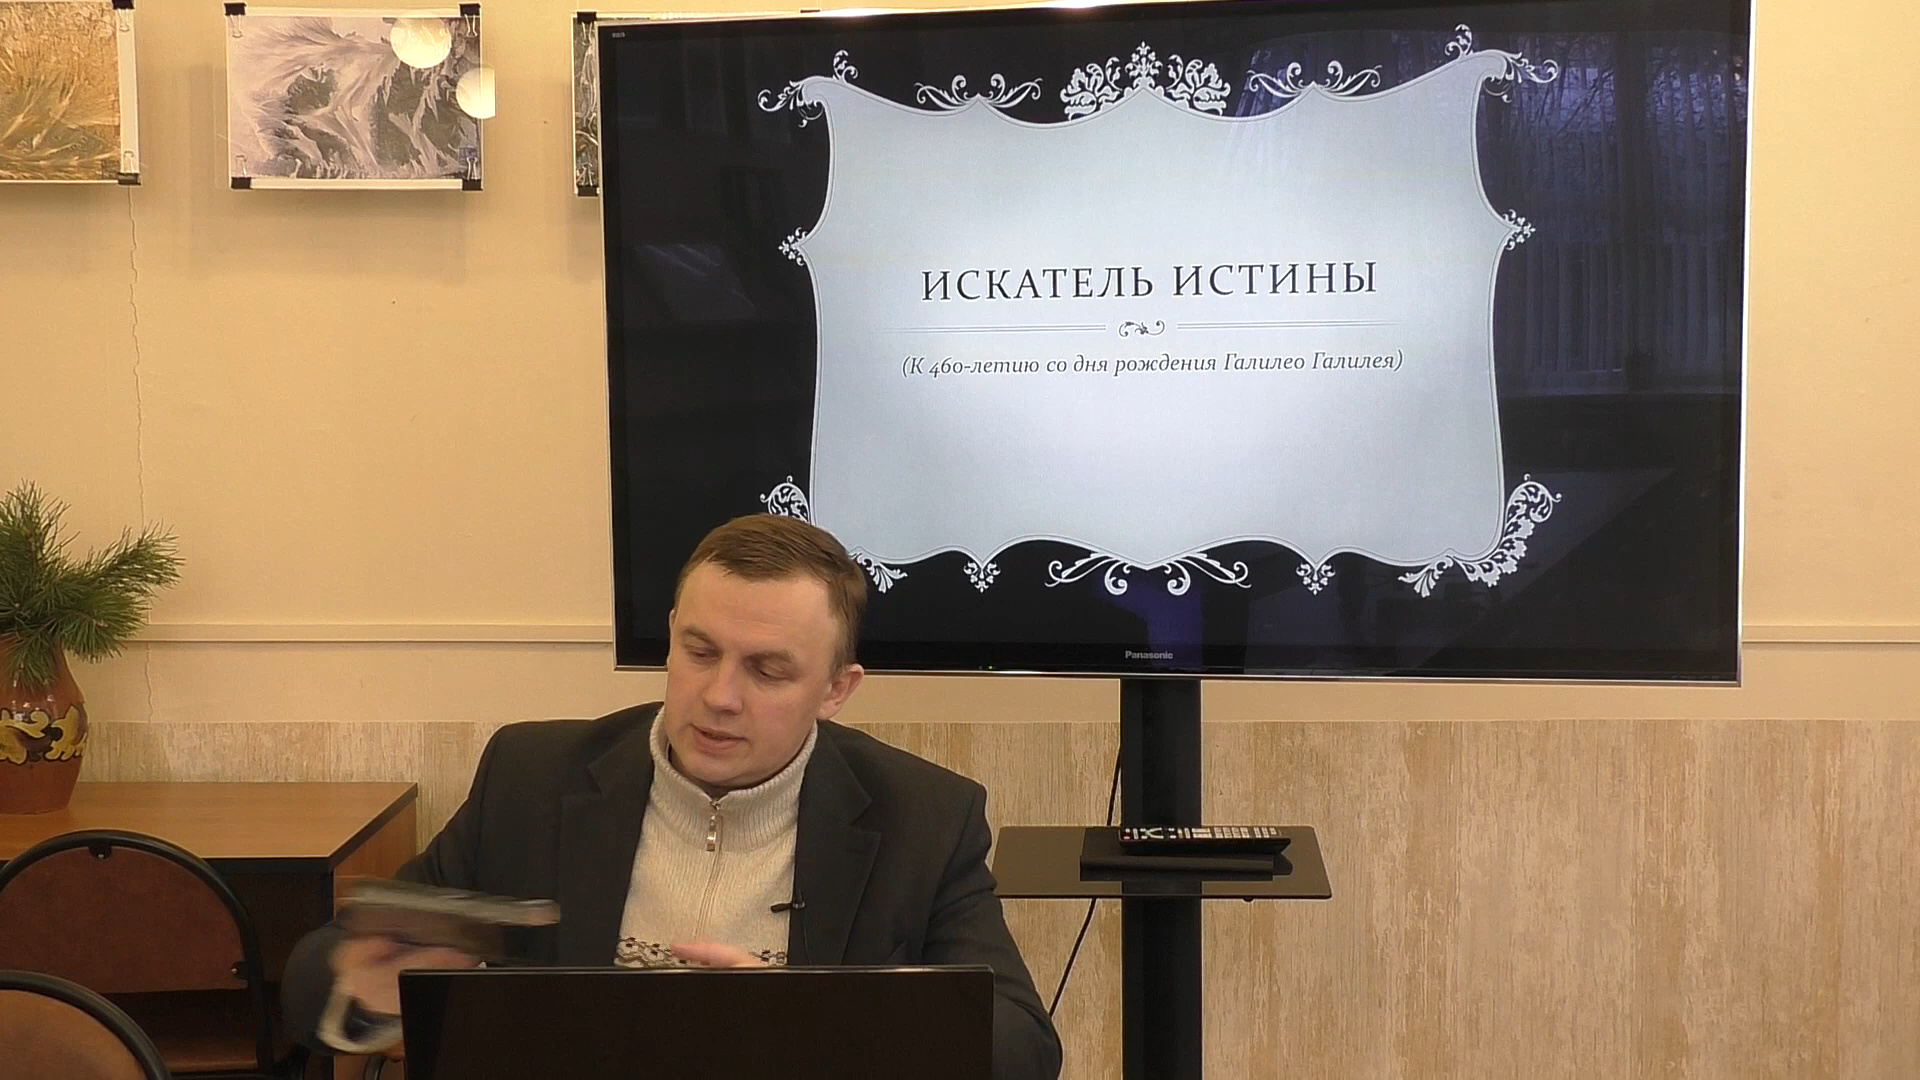 ИСКАТЕЛЬ ИСТИНЫ
(К 460-летию со дня рождения Галилео Галилея)
Panasonic